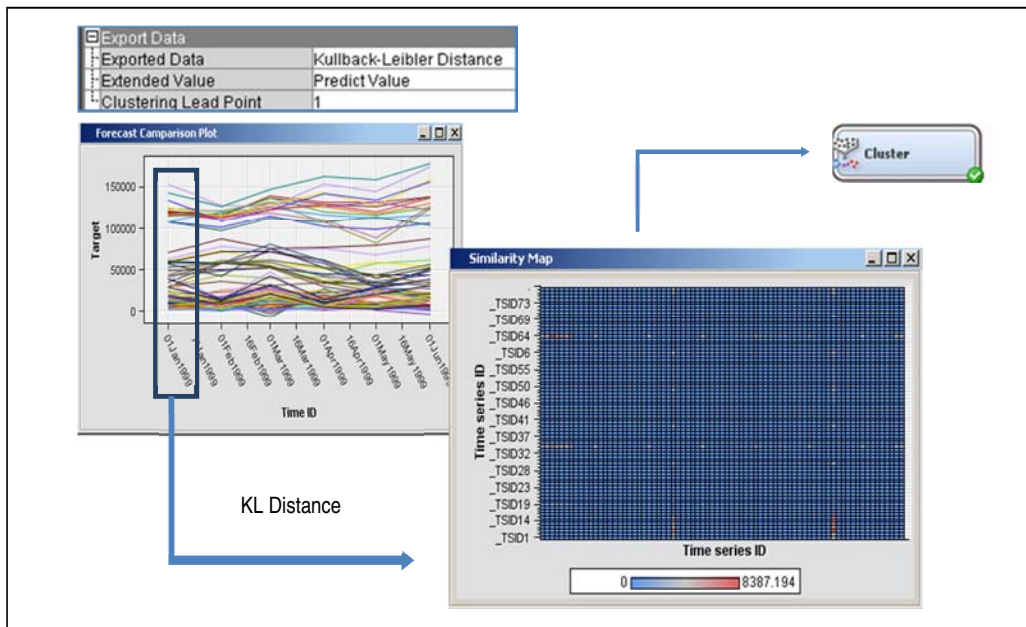 Export Data
Exported Data Kullback-Leibler Distance
Extended Value Predict Value
Clustering Lead Point 1
Forecast Comparison Plot
Target
150000
100000
50000
0
01Jan1999
Jan1999
01Feb1999
16Feb1999
01Mar1999
16Mar1999
01Apr1999
16Apr1999
01May1999
16May1999
01Jun1999
Time ID
KL Distance
Cluster
Similarity Map
Time series ID
_TSID73
_TSID69
_TSID64
_TSID6
_TSID55
_TSID50
_TSID46
_TSID41
_TSID37
_TSID32
_TSID28
_TSID23
_TSID19
_TSID14
_TSID1
Time series ID
0 8387.194